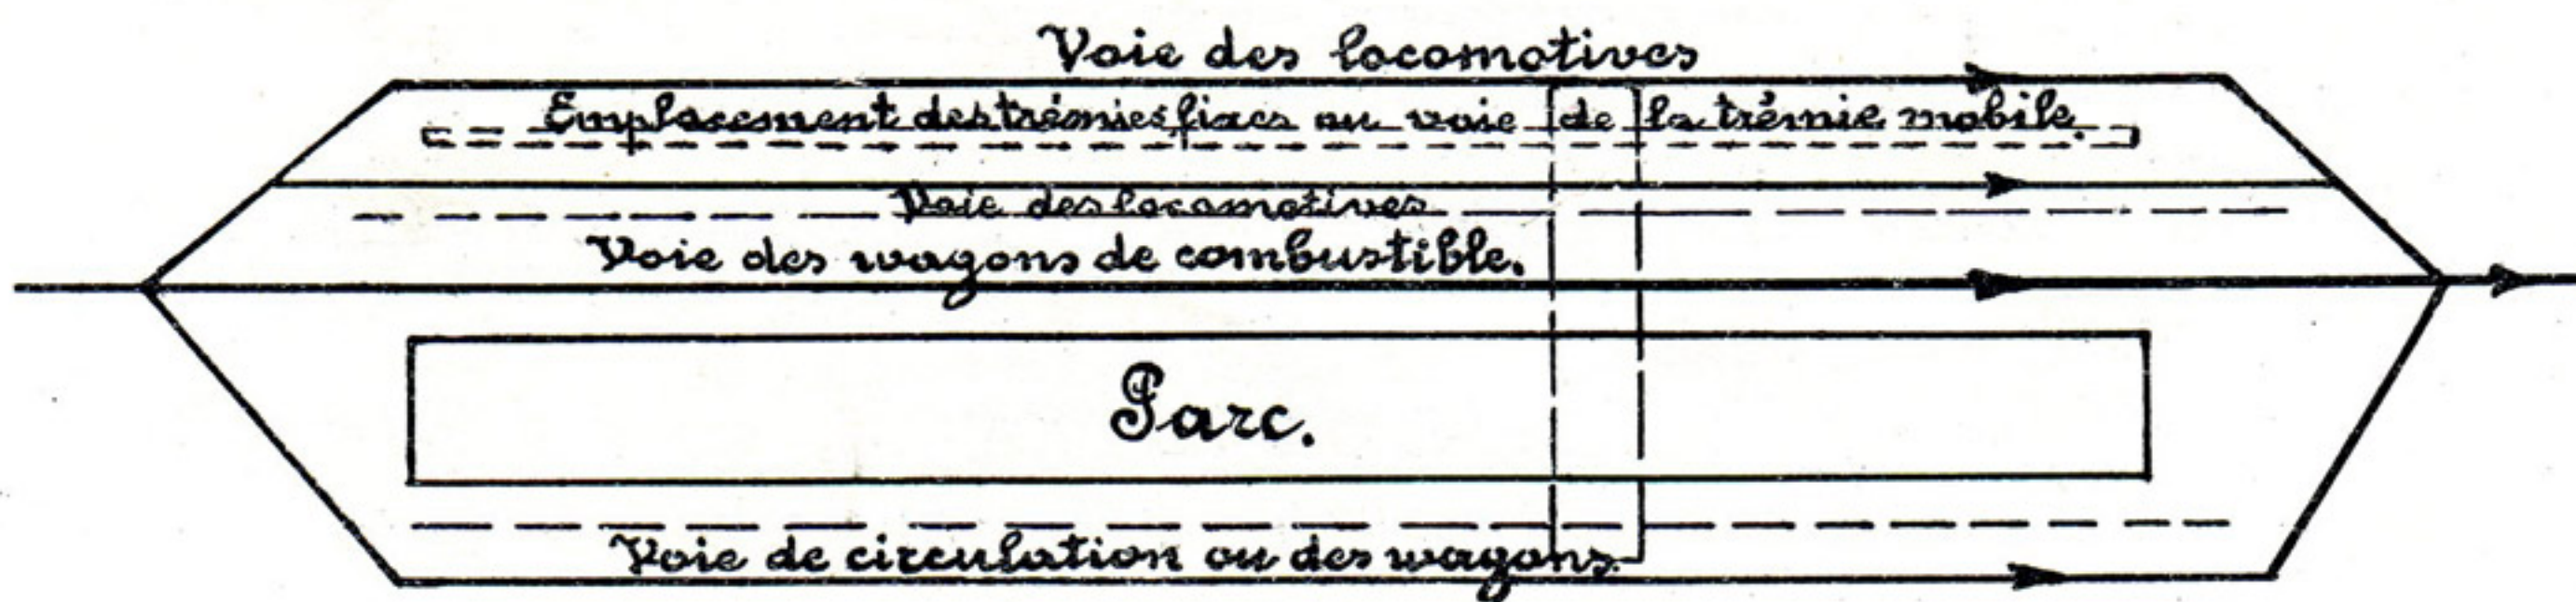 Voie des locomotives
Emplacement des trémies fixes ou voie de la trémie mobile.
Voie des locomotives
Voie des wagons de combustible.
Parc.
Voie de circulation ou des wagons.